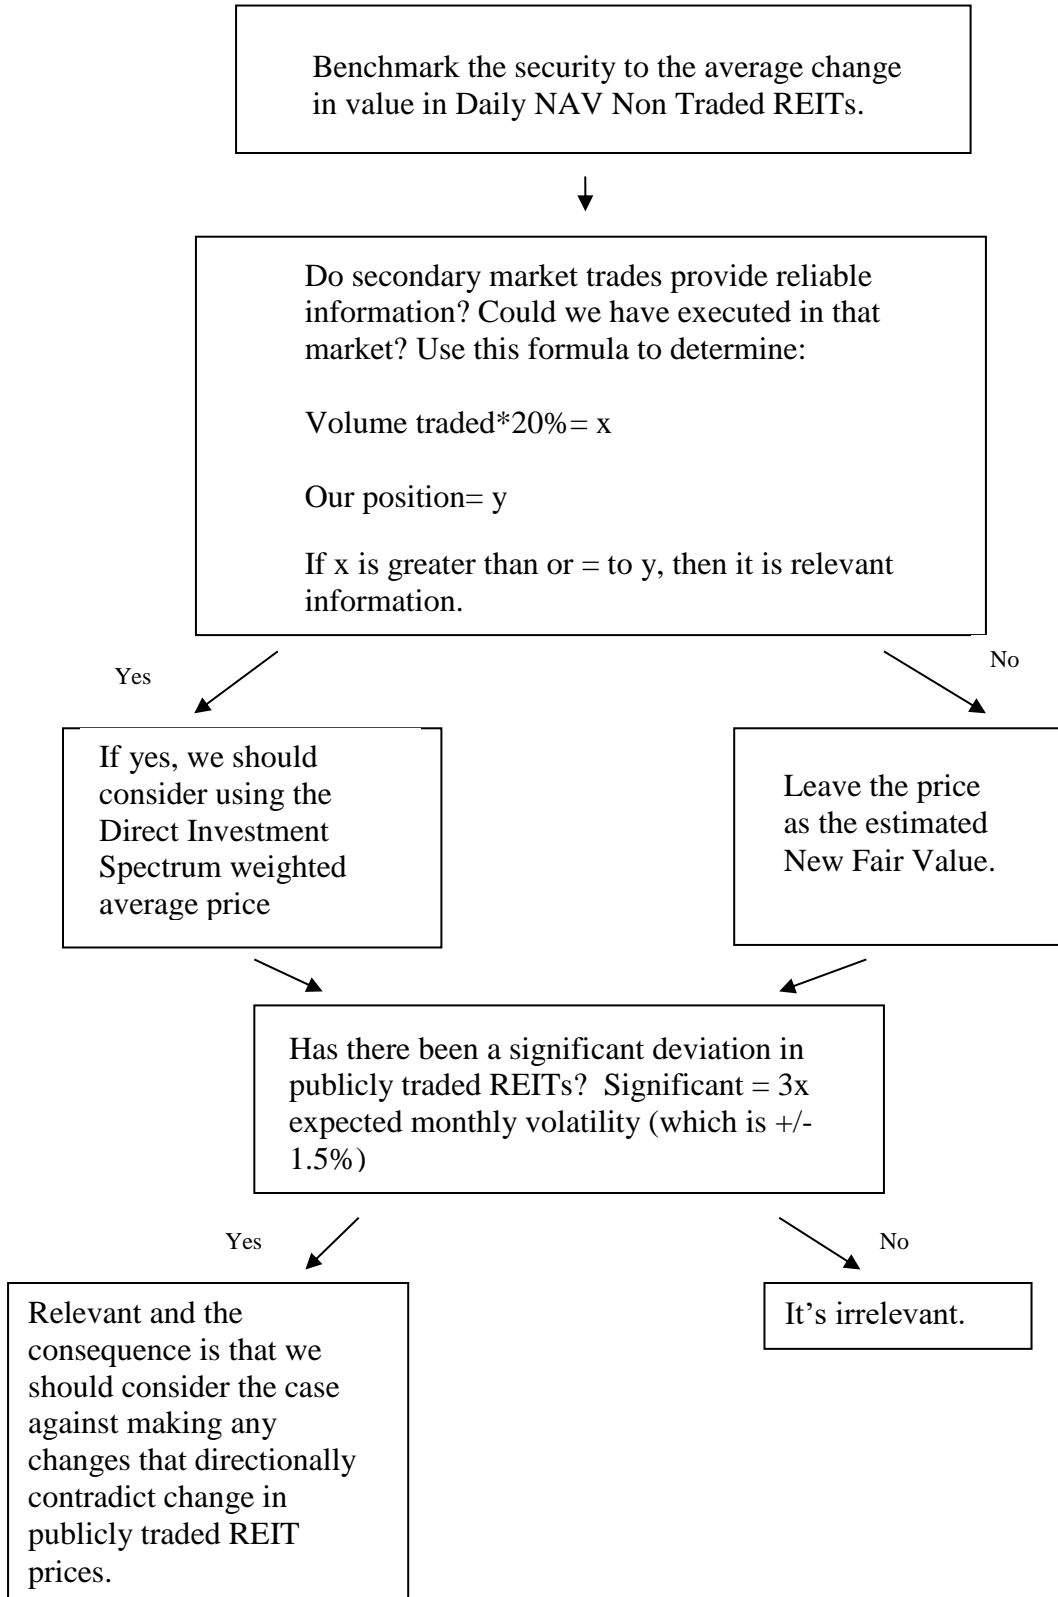 Benchmark the security to the average change
in value in Daily NAV Non Traded REITs.
Do secondary market trades provide reliable
information? Could we have executed in that
market? Use this formula to determine:
Volume traded*20%= x
Our position= y
If x is greater than or = to y, then it is relevant
information.
Yes
No
If yes, we should
consider using the
Direct Investment
Spectrum weighted
average price
Leave the price
as the estimated
New Fair Value.
Has there been a significant deviation in
publicly traded REITs?  Significant = 3x
expected monthly volatility (which is +/-
1.5%)
Yes
No
Relevant and the
consequence is that we
should consider the case
against making any
changes that directionally
contradict change in
publicly traded REIT
prices.
It’s irrelevant.